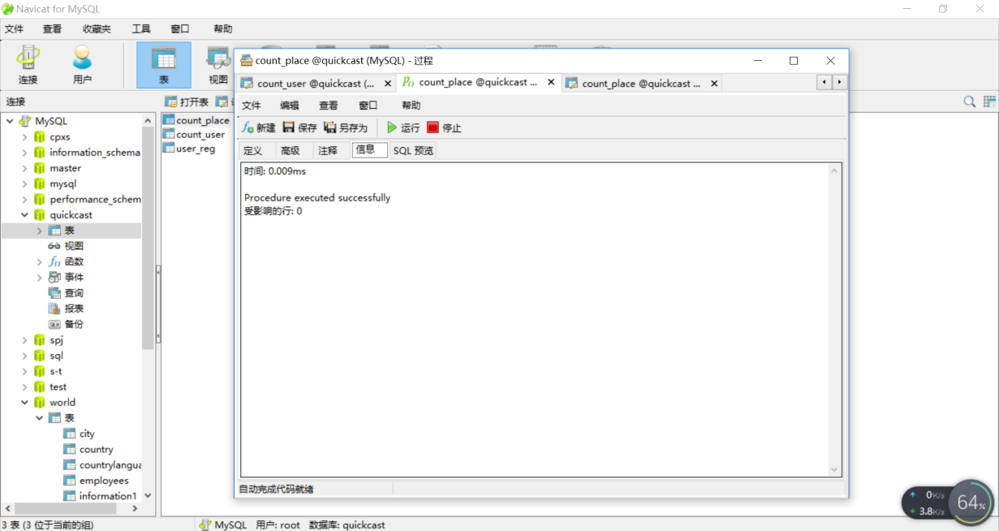 Navicat for MySQL
文件 查看 收藏夹 工具 窗口 帮助
连接 用户 表 视图
连接
打开表
MySQL
cpxs
information_schema
master
mysql
performance_schem
quickcast
表
视图
函数
事件
查询
报表
备份
spj
sql
s-t
test
world
表
city
country
countrylangua
employees
information1
count_place
count_user
user_reg
count_place @quickcast (MySQL) - 过程
count_user @quickcast (... count_place @quickcast ... count_place @quickcast ...
文件 编辑 查看 窗口 帮助
新建 保存 另存为 运行 停止
定义 高级 注释 信息 SQL 预览
时间: 0.009ms
Procedure executed successfully
受影响的行: 0
自动完成代码就绪
0K/s
3.8K/s
64%
3 表 (3 位于当前的组) MySQL 用户: root 数据库: quickcast